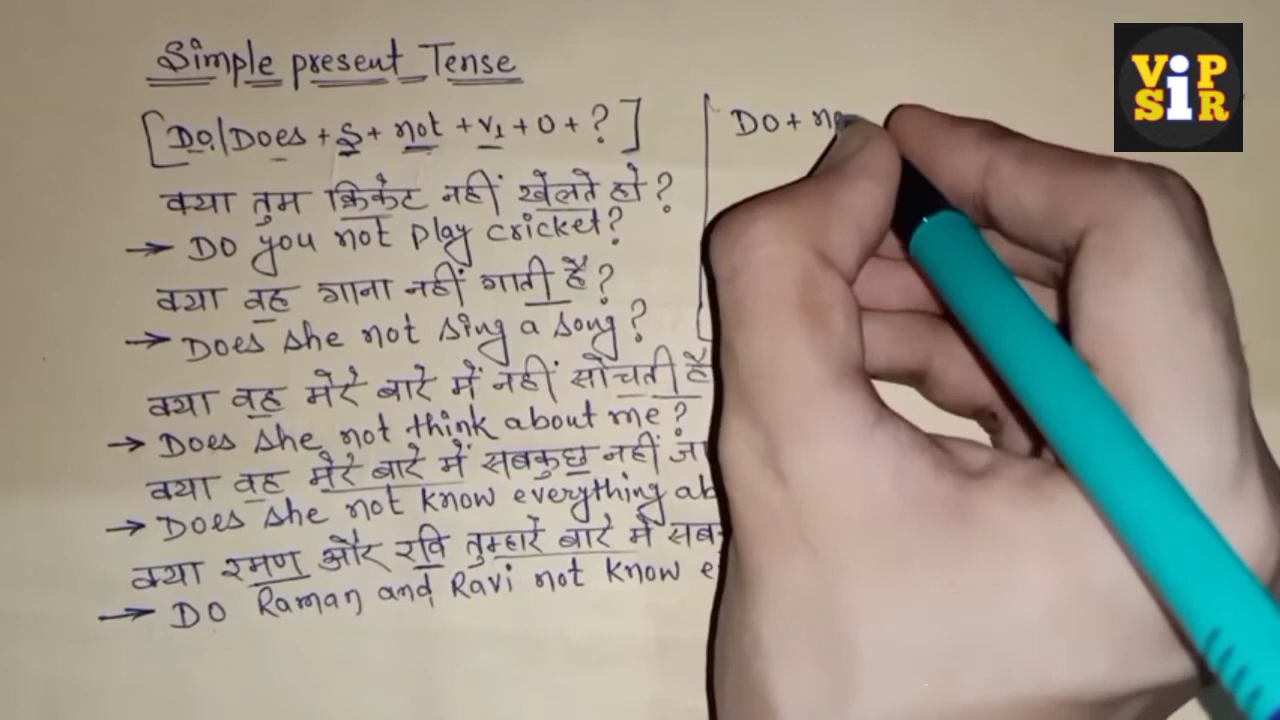 Simple present Tense
[Do/Does + S + not + V1 + O + ?]
क्या तुम क्रिकेट नहीं खेलते हो?
→ Do you not play cricket?
क्या वह गाना नहीं गाती है?
→ Does she not sing a song?
क्या वह मेरे बारे में नहीं सोचती है
→ Does she not think about me?
क्या वह मेरे बारे में सबकुछ नहीं
→ Does she not know everything
क्या रमण और रवि तुम्हारे बारे में
→ Do Raman and Ravi not know
Do +
ViP
SiR